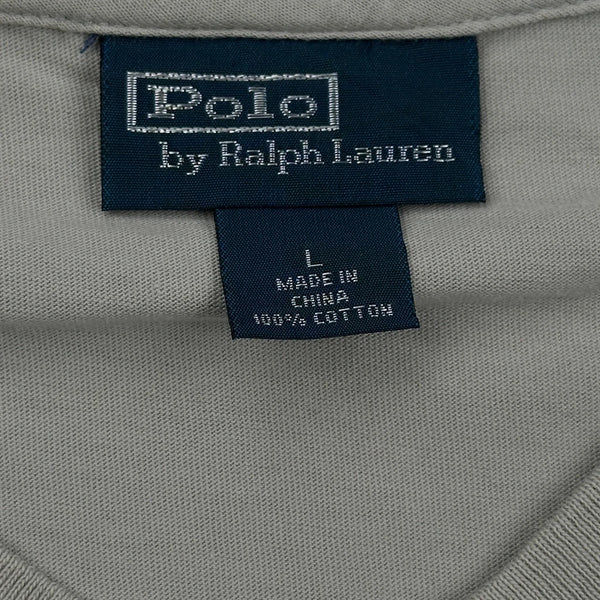 Polo
by Ralph Lauren
L
MADE IN
CHINA
100% COTTON